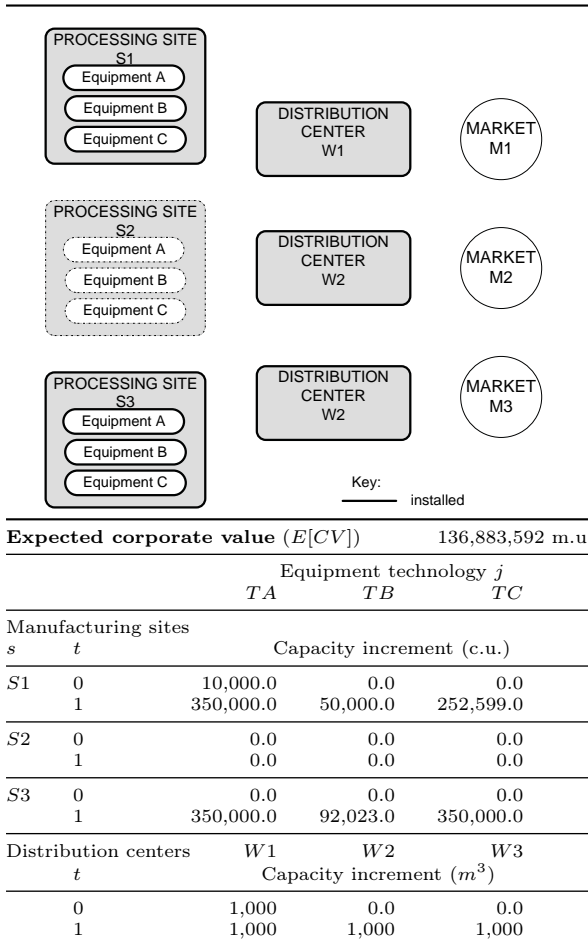 PROCESSING SITE
S1
Equipment A
Equipment B
Equipment C
DISTRIBUTION
CENTER
W1
MARKET
M1
PROCESSING SITE
S2
Equipment A
Equipment B
Equipment C
DISTRIBUTION
CENTER
W2
MARKET
M2
PROCESSING SITE
S3
Equipment A
Equipment B
Equipment C
DISTRIBUTION
CENTER
W2
MARKET
M3
Key:
installed
Expected corporate value (E[CV]) 136,883,592 m.u
Equipment technology j
TA TB TC
Manufacturing sites
s t Capacity increment (c.u.)
S1 0 10,000.0 0.0 0.0
1 350,000.0 50,000.0 252,599.0
S2 0 0.0 0.0 0.0
1 0.0 0.0 0.0
S3 0 0.0 0.0 0.0
1 350,000.0 92,023.0 350,000.0
Distribution centers W1 W2 W3
t Capacity increment (m³)
0 1,000 0.0 0.0
1 1,000 1,000 1,000